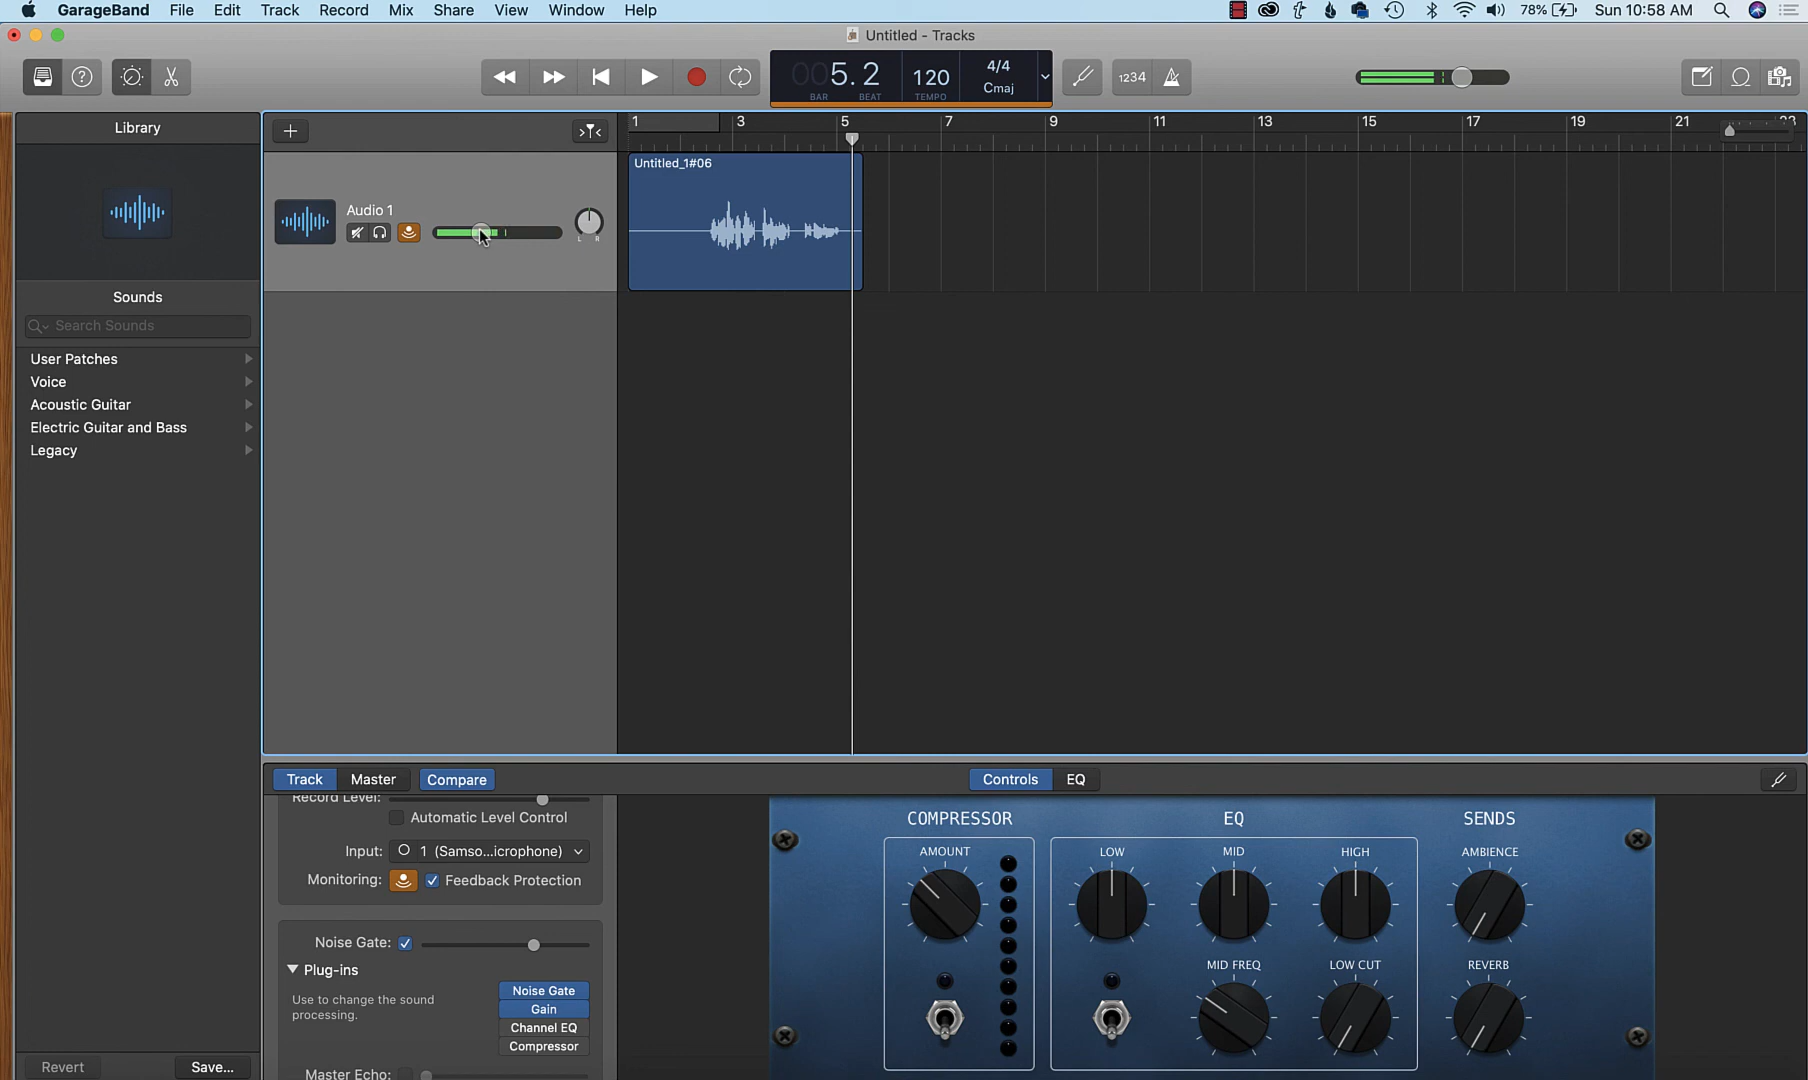 GarageBand File Edit Track Record Mix Share View Window Help 78% Sun 10:58 AM
Untitled - Tracks
005.2 120 4/4 Cmaj 1234
BAR BEAT TEMPO
Library
1 3 5 7 9 11 13 15 17 19 21 23
Untitled_1#06
Audio 1
L R
Sounds
Search Sounds
User Patches
Voice
Acoustic Guitar
Electric Guitar and Bass
Legacy
Track Master Compare Controls EQ
Record Level:
Automatic Level Control
Input: 1 (Samso...icrophone)
Monitoring: Feedback Protection
Noise Gate:
Plug-ins
Use to change the sound
processing.
Noise Gate
Gain
Channel EQ
Compressor
Master Echo:
COMPRESSOR EQ SENDS
AMOUNT LOW MID HIGH AMBIENCE
MID FREQ LOW CUT REVERB
Revert Save...